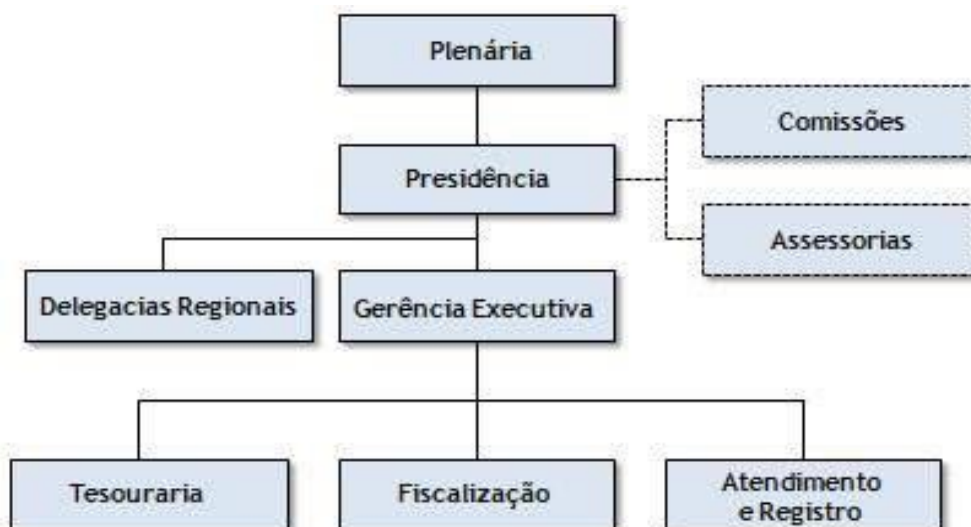 Plenária
Comissões
Presidência
Assessorias
Delegacias Regionais
Gerência Executiva
Tesouraria
Fiscalização
Atendimento
e Registro